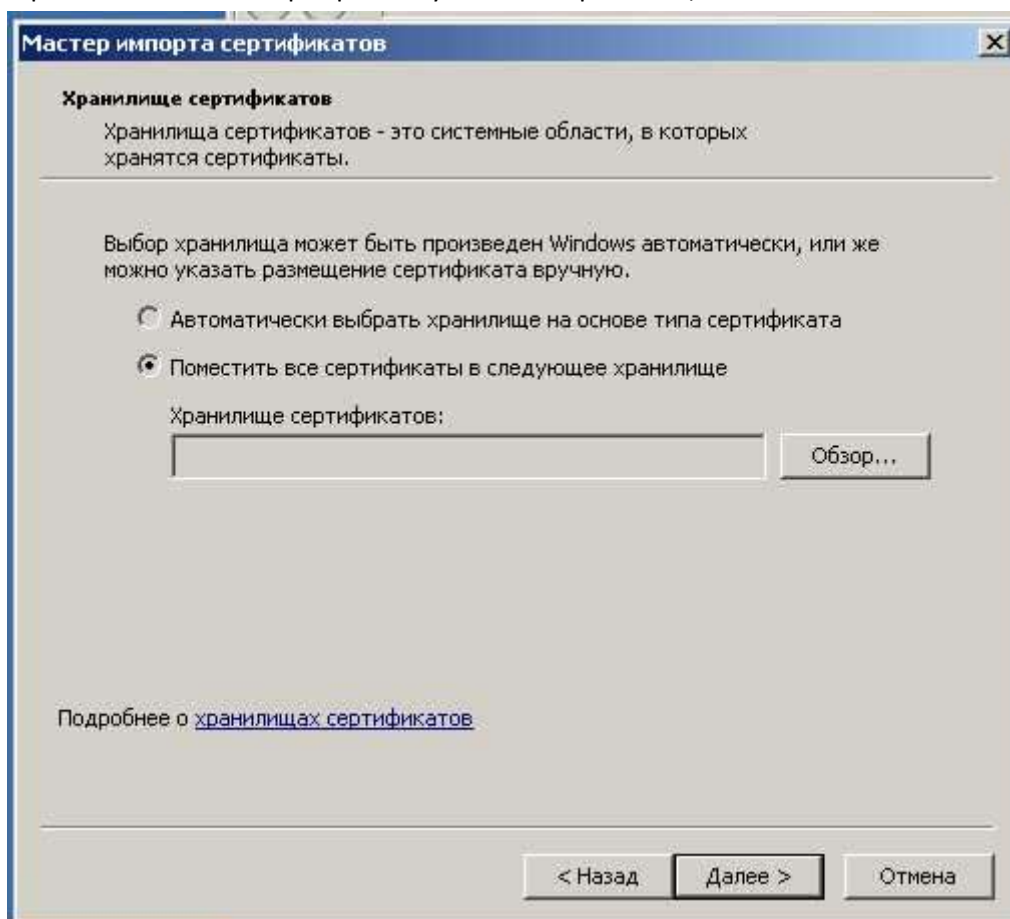 Мастер импорта сертификатов
Хранилище сертификатов
Хранилища сертификатов - это системные области, в которых
хранятся сертификаты.
Выбор хранилища может быть произведен Windows автоматически, или же
можно указать размещение сертификата вручную.
Автоматически выбрать хранилище на основе типа сертификата
Поместить все сертификаты в следующее хранилище
Хранилище сертификатов:
Обзор...
Подробнее о хранилищах сертификатов
< Назад
Далее >
Отмена